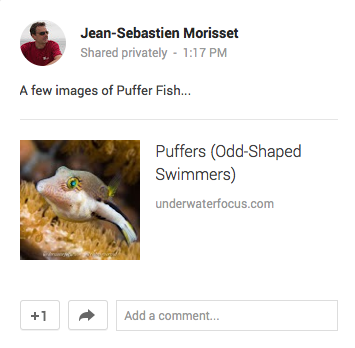 Jean-Sebastien Morisset
Shared privately - 1:17 PM
A few images of Puffer Fish...
Puffers (Odd-Shaped
Swimmers)
underwaterfocus.com
+1
Add a comment...